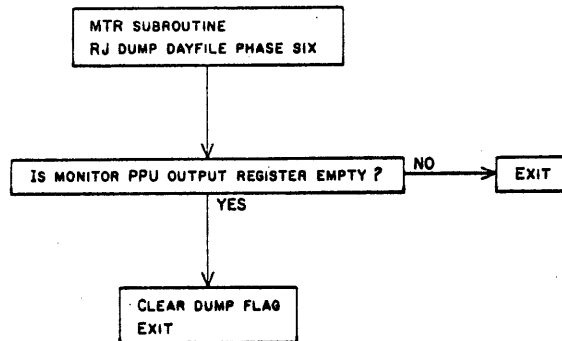 MTR SUBROUTINE
RJ DUMP DAYFILE PHASE SIX
IS MONITOR PPU OUTPUT REGISTER EMPTY ?
NO
EXIT
YES
CLEAR DUMP FLAG
EXIT